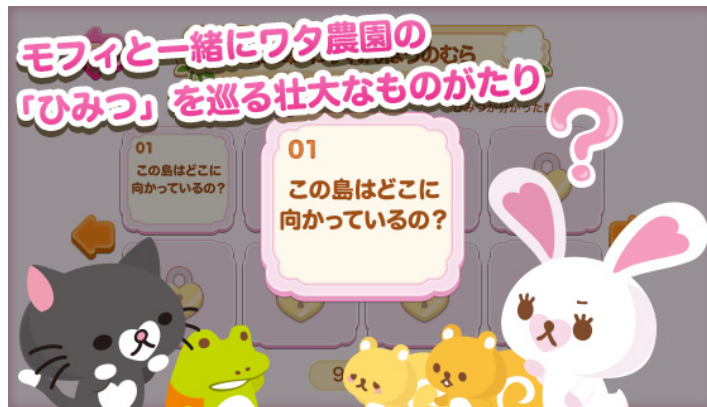 モフィと一緒にワタ農園の
「ひみつ」を巡る壮大なものがたり
01
この島はどこに
向かっているの？
01
この島はどこに
向かっているの？
?